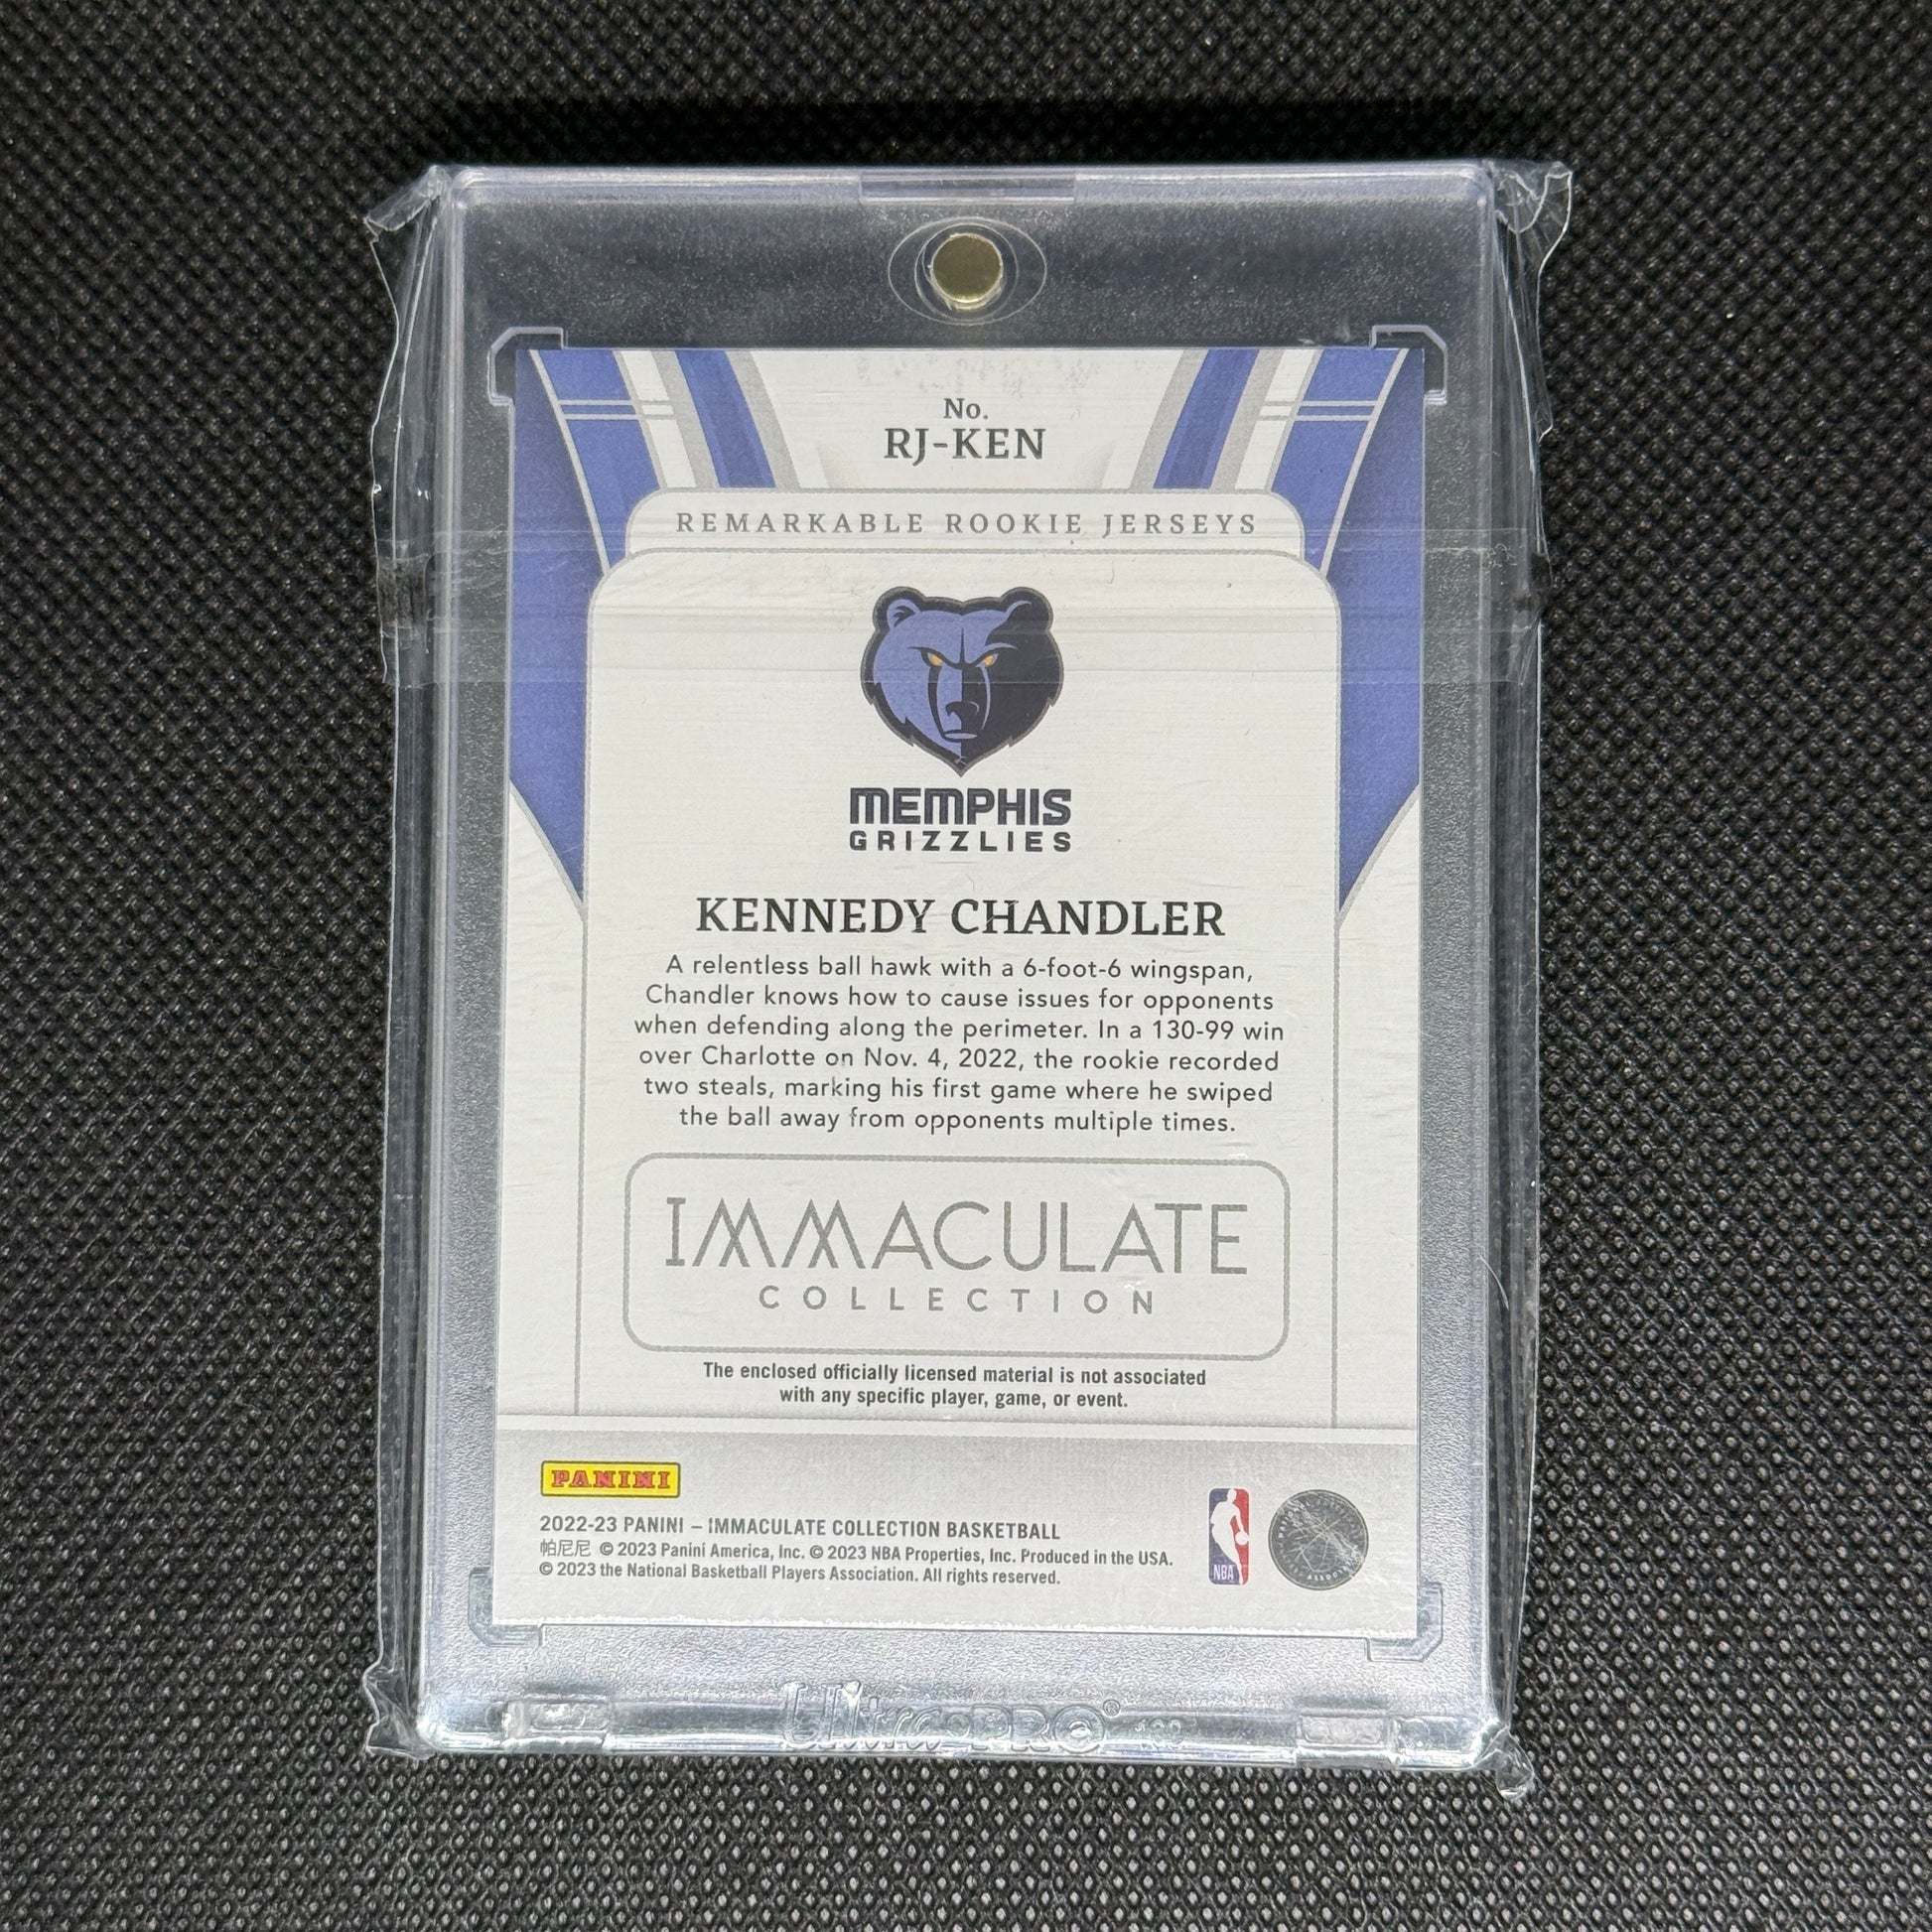 No.
RJ-KEN
REMARKABLE ROOKIE JERSEYS
MEMPHIS
GRIZZLIES
KENNEDY CHANDLER
A relentless ball hawk with a 6-foot-6 wingspan,
Chandler knows how to cause issues for opponents
when defending along the perimeter. In a 130-99 win
over Charlotte on Nov. 4, 2022, the rookie recorded
two steals, marking his first game where he swiped
the ball away from opponents multiple times.
IMMACULATE
COLLECTION
The enclosed officially licensed material is not associated
with any specific player, game, or event.
PANINI
2022-23 PANINI – IMMACULATE COLLECTION BASKETBALL
帕尼尼 © 2023 Panini America, Inc. © 2023 NBA Properties, Inc. Produced in the USA.
© 2023 the National Basketball Players Association. All rights reserved.
NBA
Ultra•PRO®